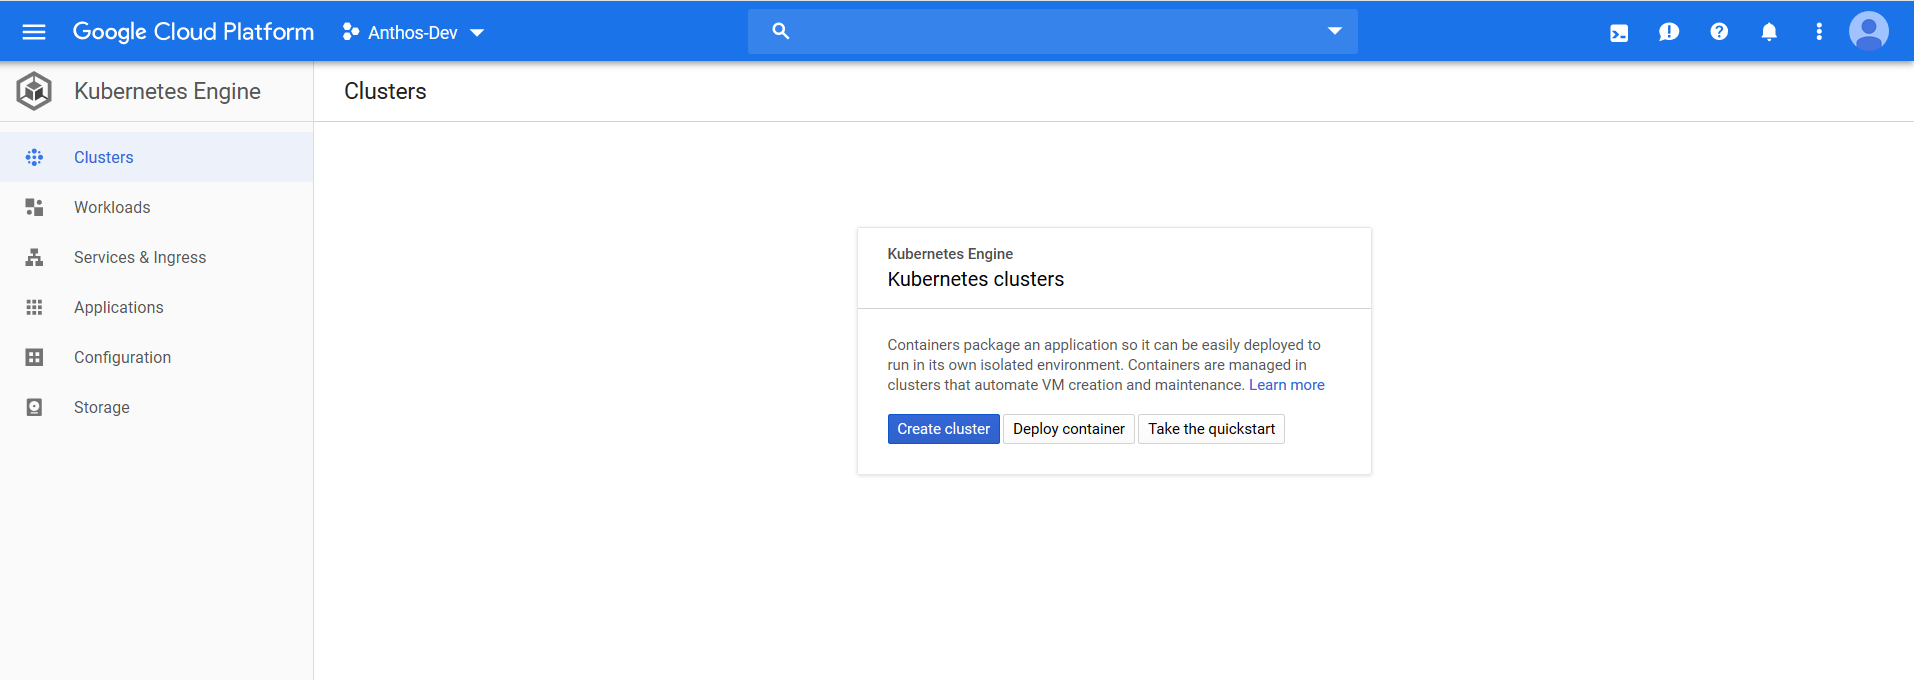 Google Cloud Platform
Anthos-Dev
Kubernetes Engine
Clusters
Clusters
Workloads
Services & Ingress
Applications
Configuration
Storage
Kubernetes Engine
Kubernetes clusters
Containers package an application so it can be easily deployed to
run in its own isolated environment. Containers are managed in
clusters that automate VM creation and maintenance. Learn more
Create cluster
Deploy container
Take the quickstart